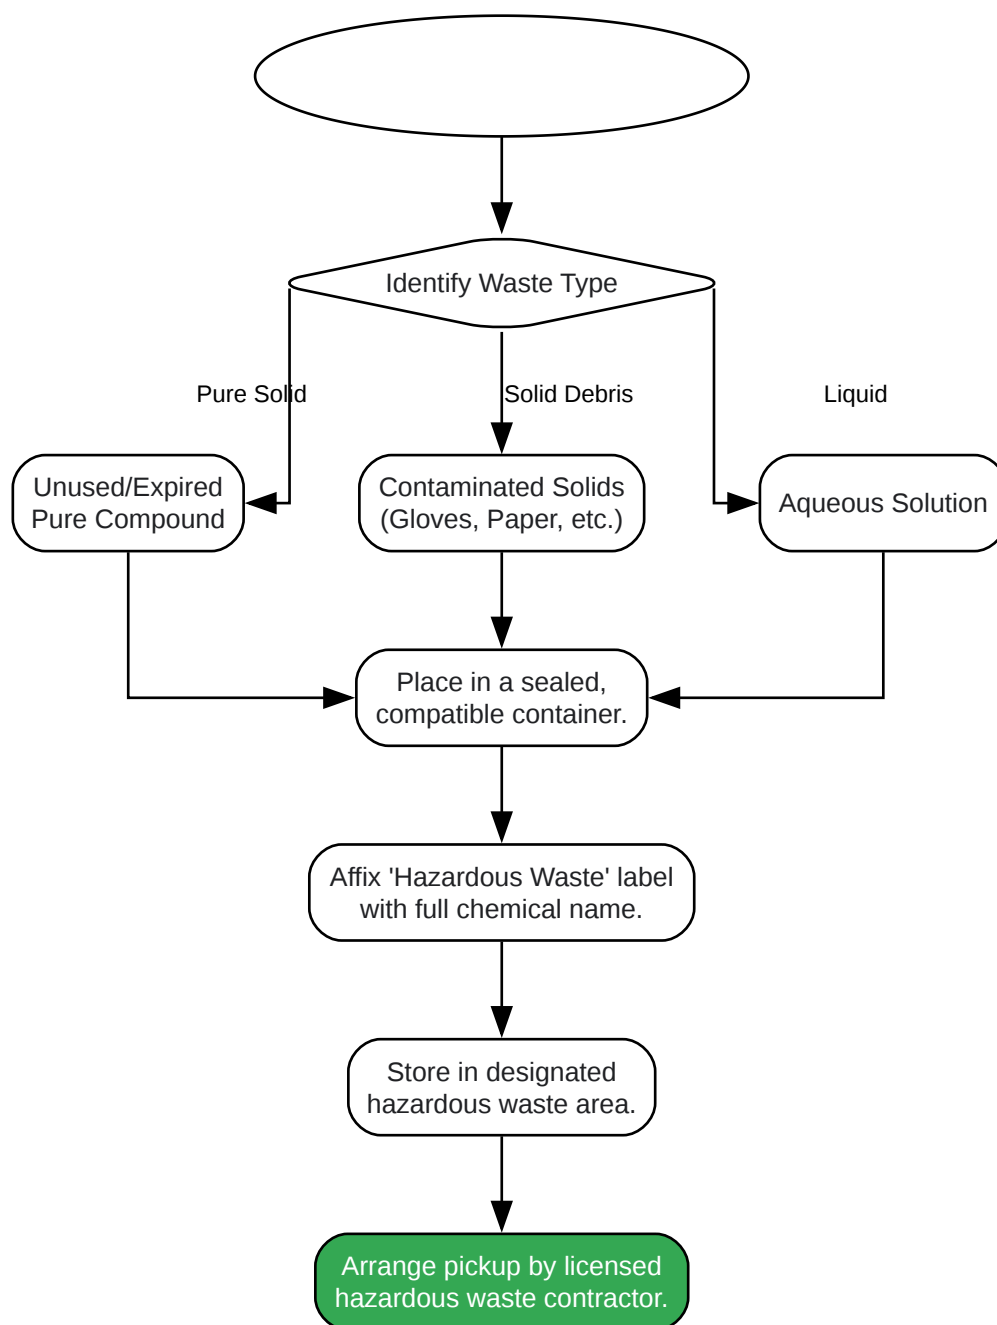 Identify Waste Type
Pure Solid
Solid Debris
Liquid
Unused/Expired
Pure Compound
Contaminated Solids
(Gloves, Paper, etc.)
Aqueous Solution
Place in a sealed,
compatible container.
Affix 'Hazardous Waste' label
with full chemical name.
Store in designated
hazardous waste area.
Arrange pickup by licensed
hazardous waste contractor.